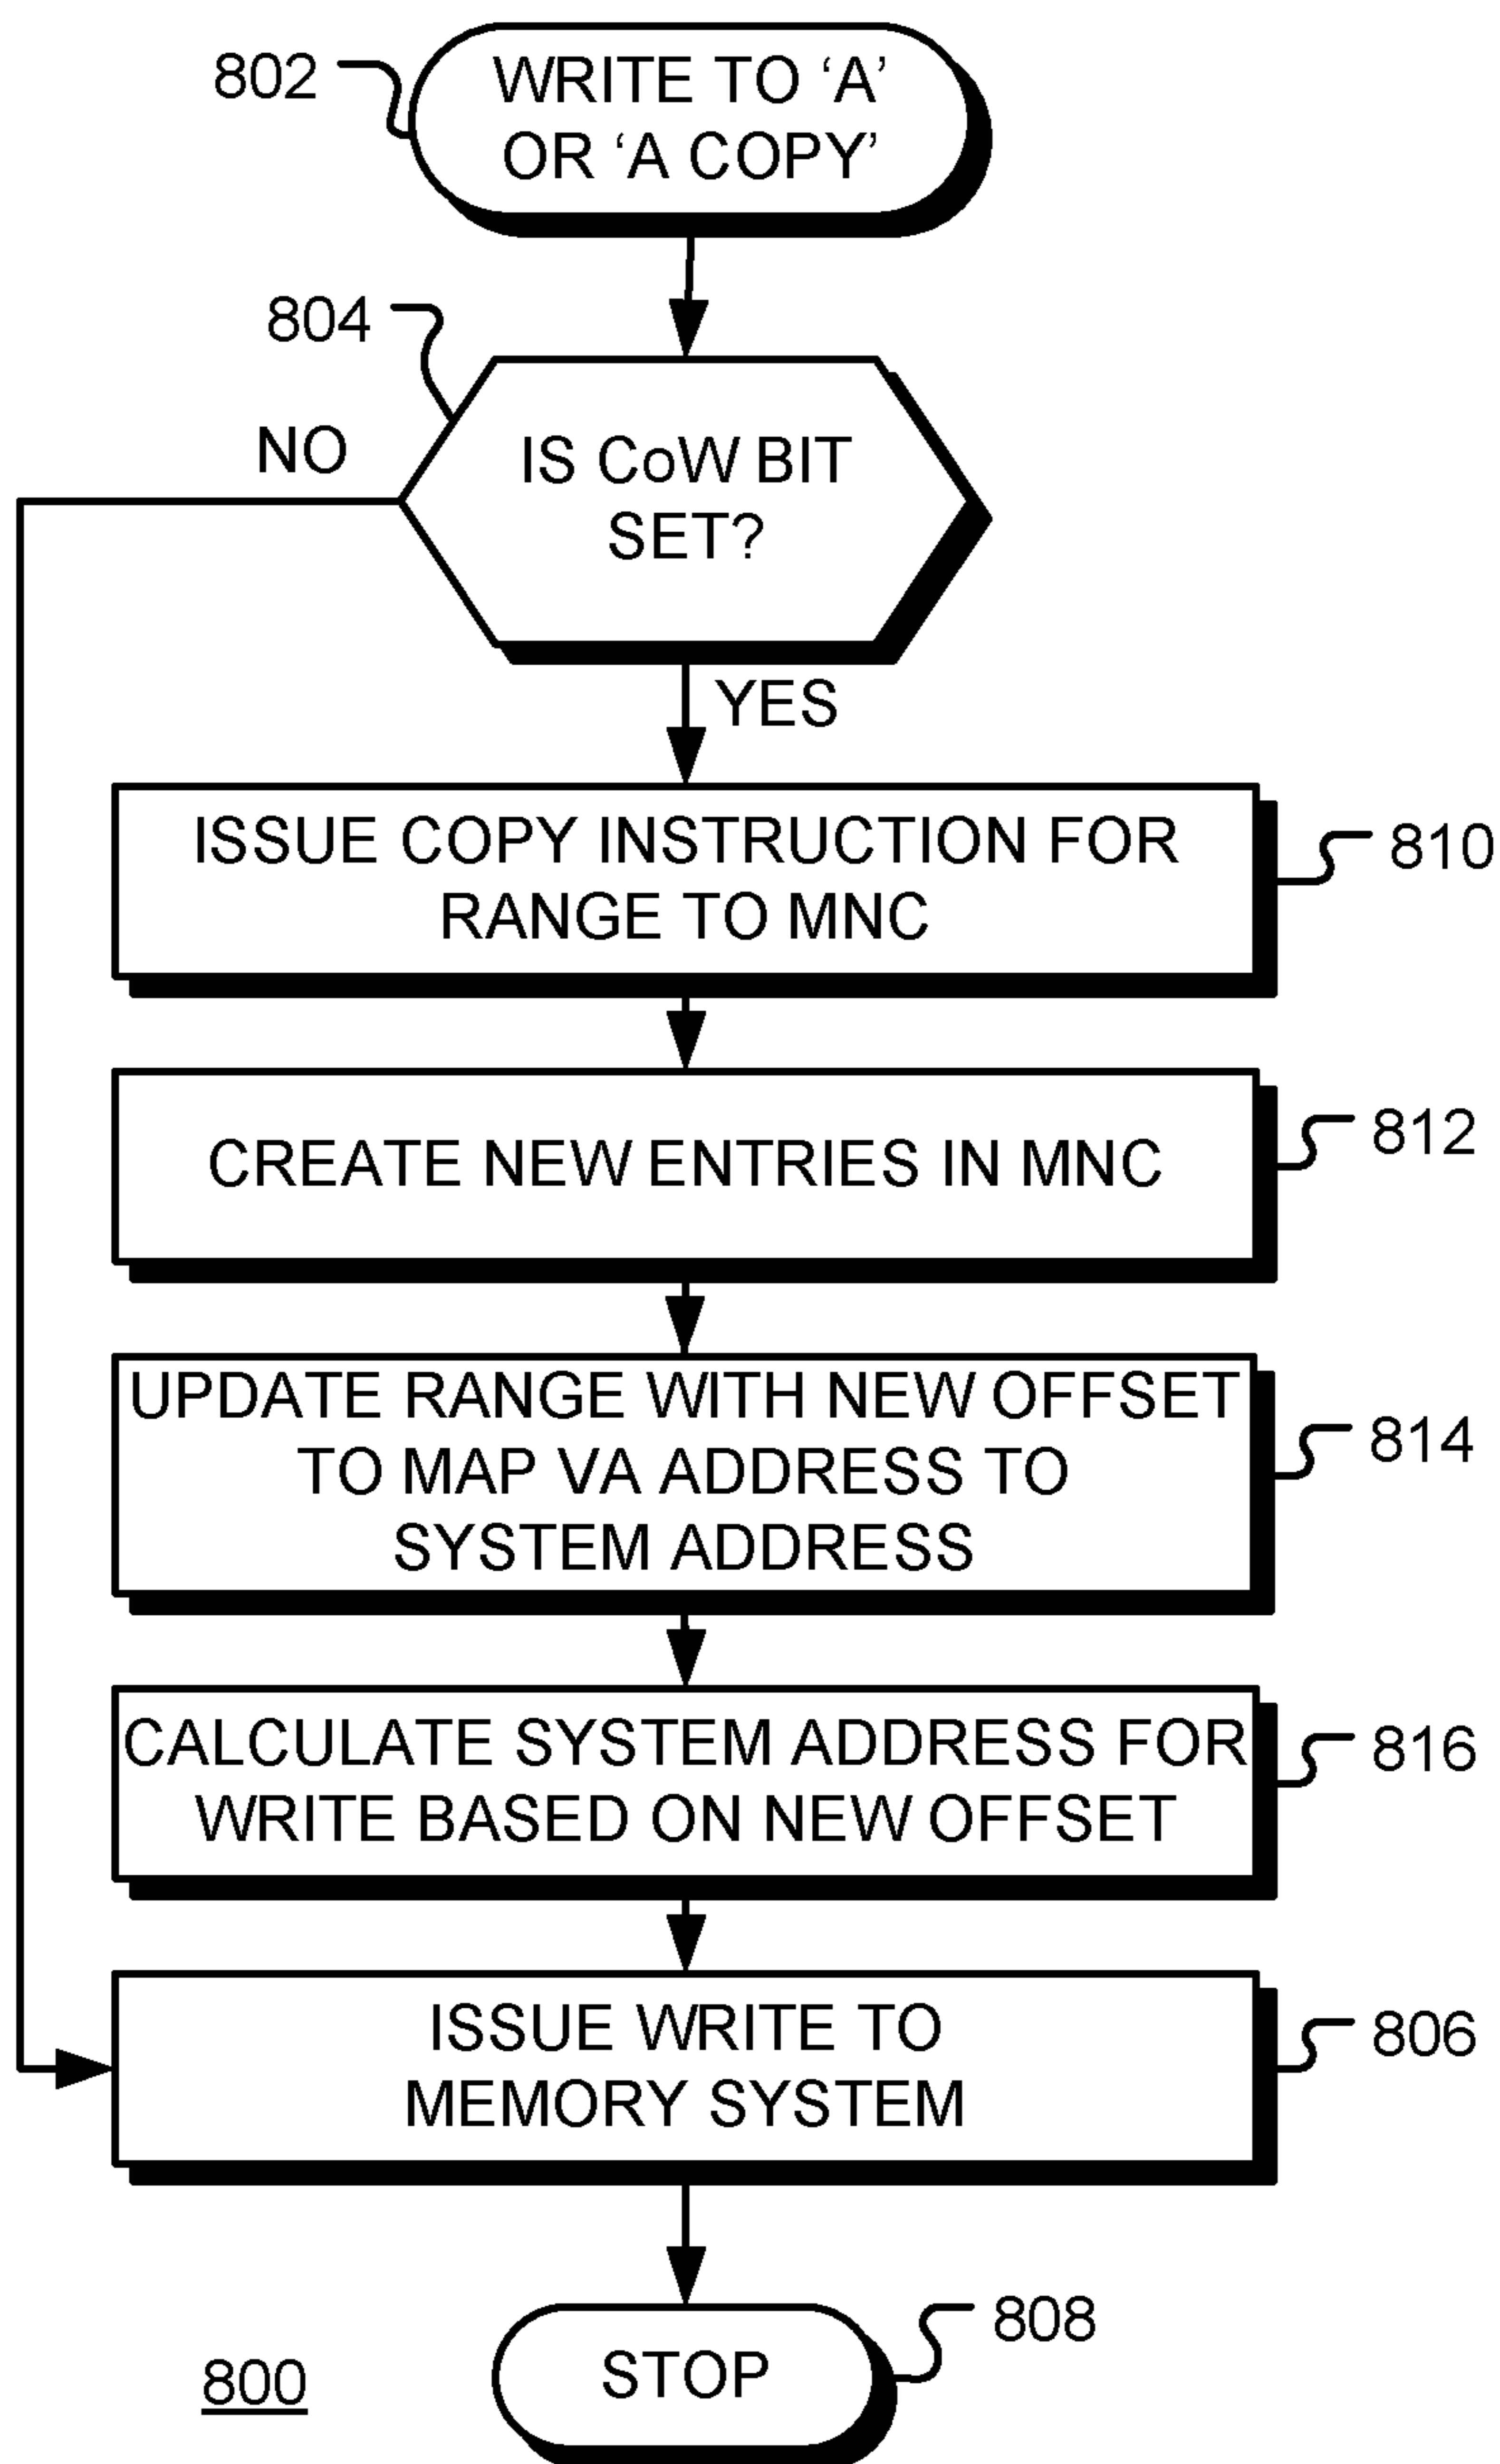 802
WRITE TO ‘A’
OR ‘A COPY’
804
NO
IS CoW BIT
SET?
YES
ISSUE COPY INSTRUCTION FOR
RANGE TO MNC
810
CREATE NEW ENTRIES IN MNC
812
UPDATE RANGE WITH NEW OFFSET
TO MAP VA ADDRESS TO
SYSTEM ADDRESS
814
CALCULATE SYSTEM ADDRESS FOR
WRITE BASED ON NEW OFFSET
816
ISSUE WRITE TO
MEMORY SYSTEM
806
STOP
808
800